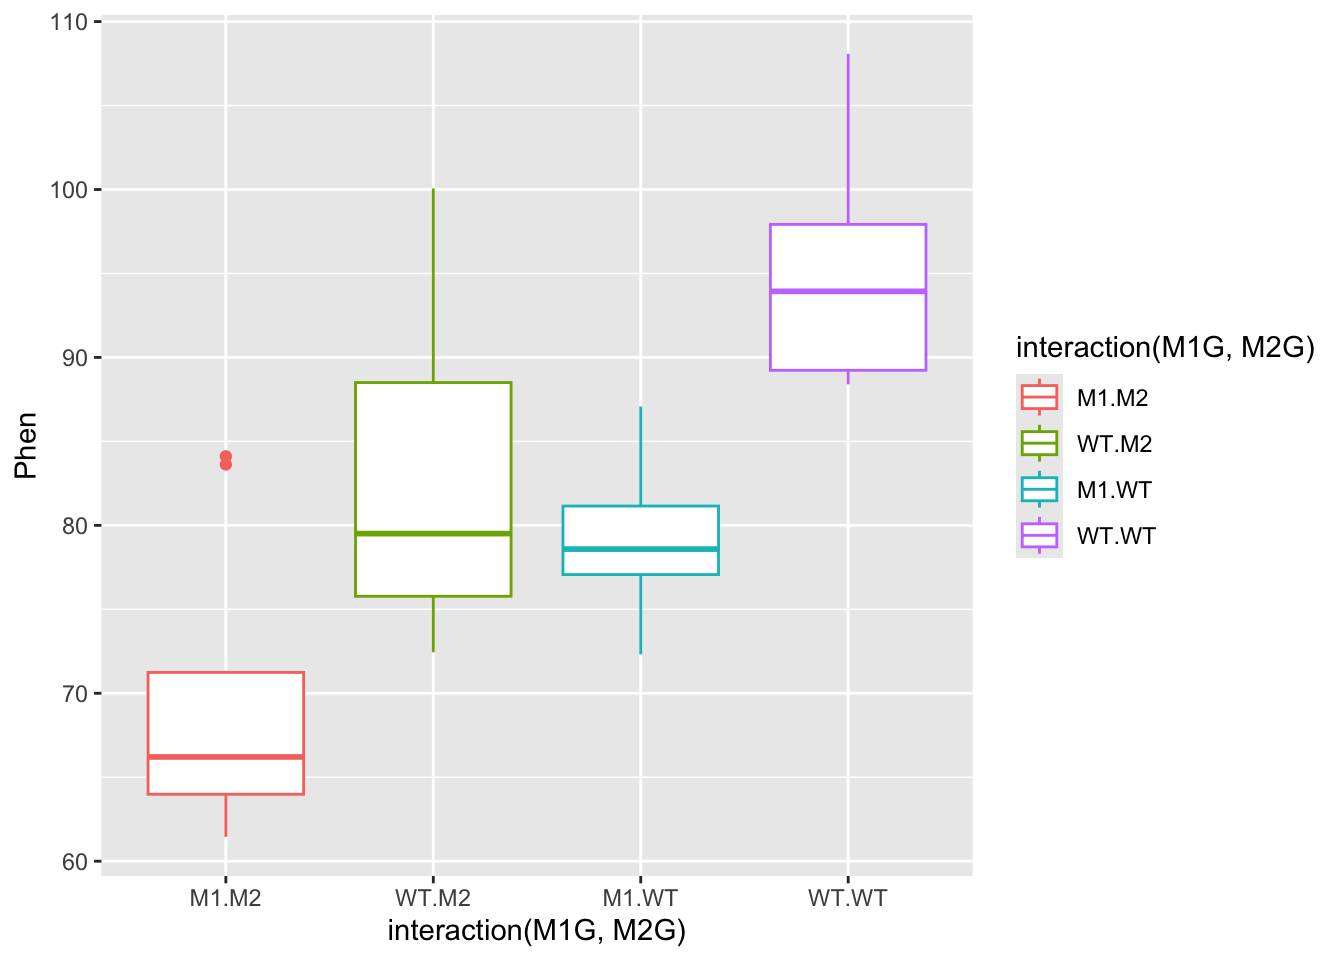 110
100
90
80
70
60
Phen
M1.M2
WT.M2
M1.WT
WT.WT
interaction(M1G, M2G)
interaction(M1G, M2G)
M1.M2
WT.M2
M1.WT
WT.WT